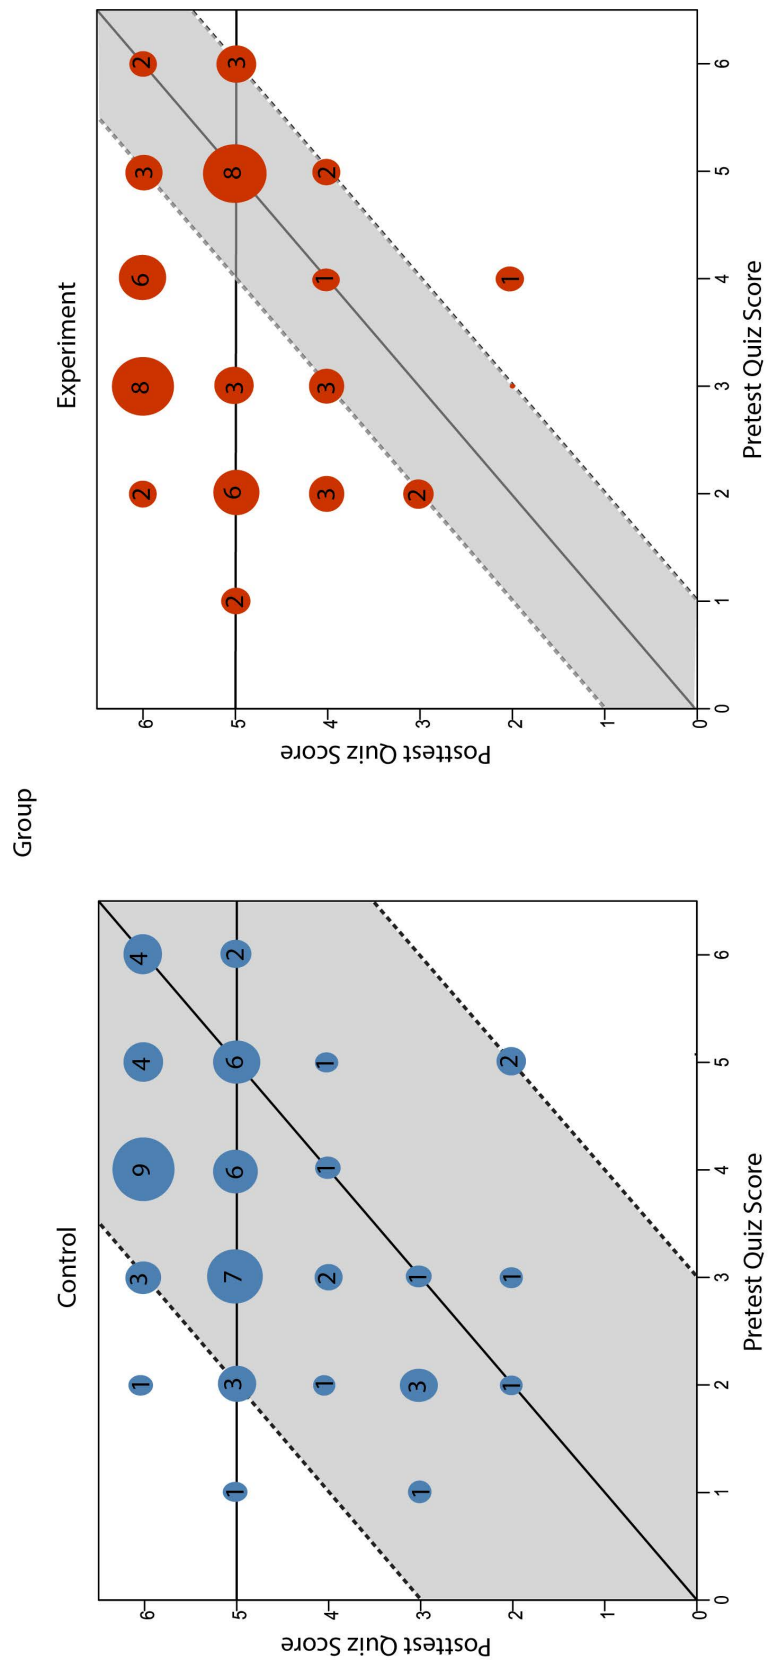 Group
Control
Posttest Quiz Score
6 1 3 9 4 4
5 1 3 7 6 6 2
4 1 2 1 1
3 1 3 1
2 1 1 2
1
0
0 1 2 3 4 5 6
Pretest Quiz Score
Experiment
Posttest Quiz Score
6 2 8 6 3 2
5 2 6 3 8 3
4 3 3 1 2
3 2
2 1
1
0
0 1 2 3 4 5 6
Pretest Quiz Score